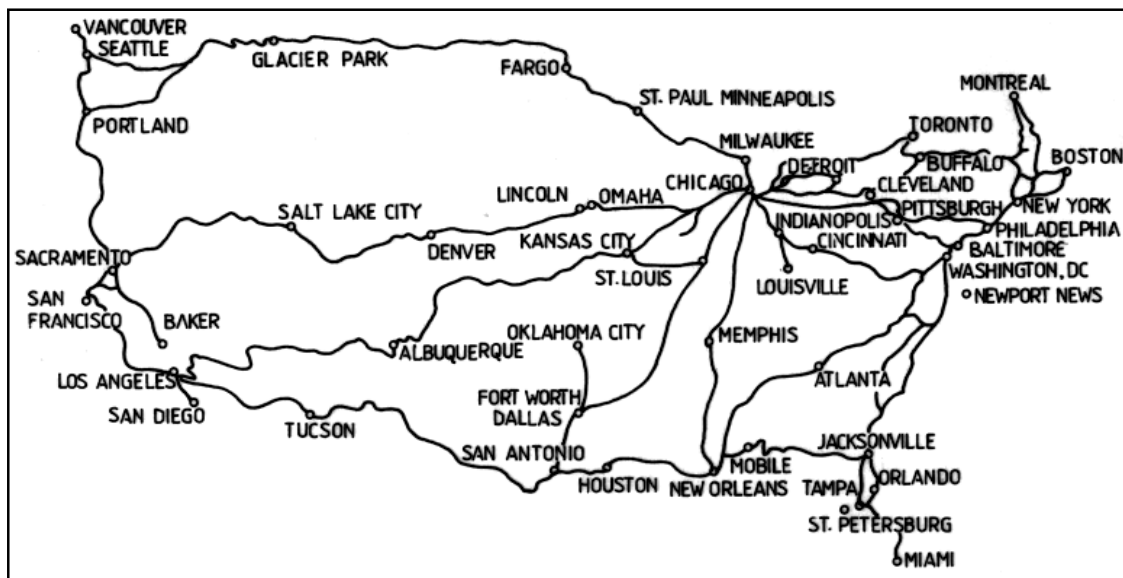 VANCOUVER
SEATTLE
GLACIER PARK
FARGO
MONTREAL
ST. PAUL MINNEAPOLIS
PORTLAND
TORONTO
MILWAUKEE
DETROIT
BUFFALO
BOSTON
CHICAGO
CLEVELAND
LINCOLN
OMAHA
SALT LAKE CITY
PITTSBURGH
NEW YORK
INDIANOPOLIS
PHILADELPHIA
KANSAS CITY
CINCINNATI
DENVER
BALTIMORE
SACRAMENTO
WASHINGTON, DC
ST. LOUIS
LOUISVILLE
SAN
FRANCISCO
NEWPORT NEWS
BAKER
OKLAHOMA CITY
MEMPHIS
ALBUQUERQUE
LOS ANGELES
ATLANTA
SAN DIEGO
FORT WORTH
DALLAS
TUCSON
JACKSONVILLE
SAN ANTONIO
MOBILE
HOUSTON
NEW ORLEANS
TAMPA
ORLANDO
ST. PETERSBURG
MIAMI